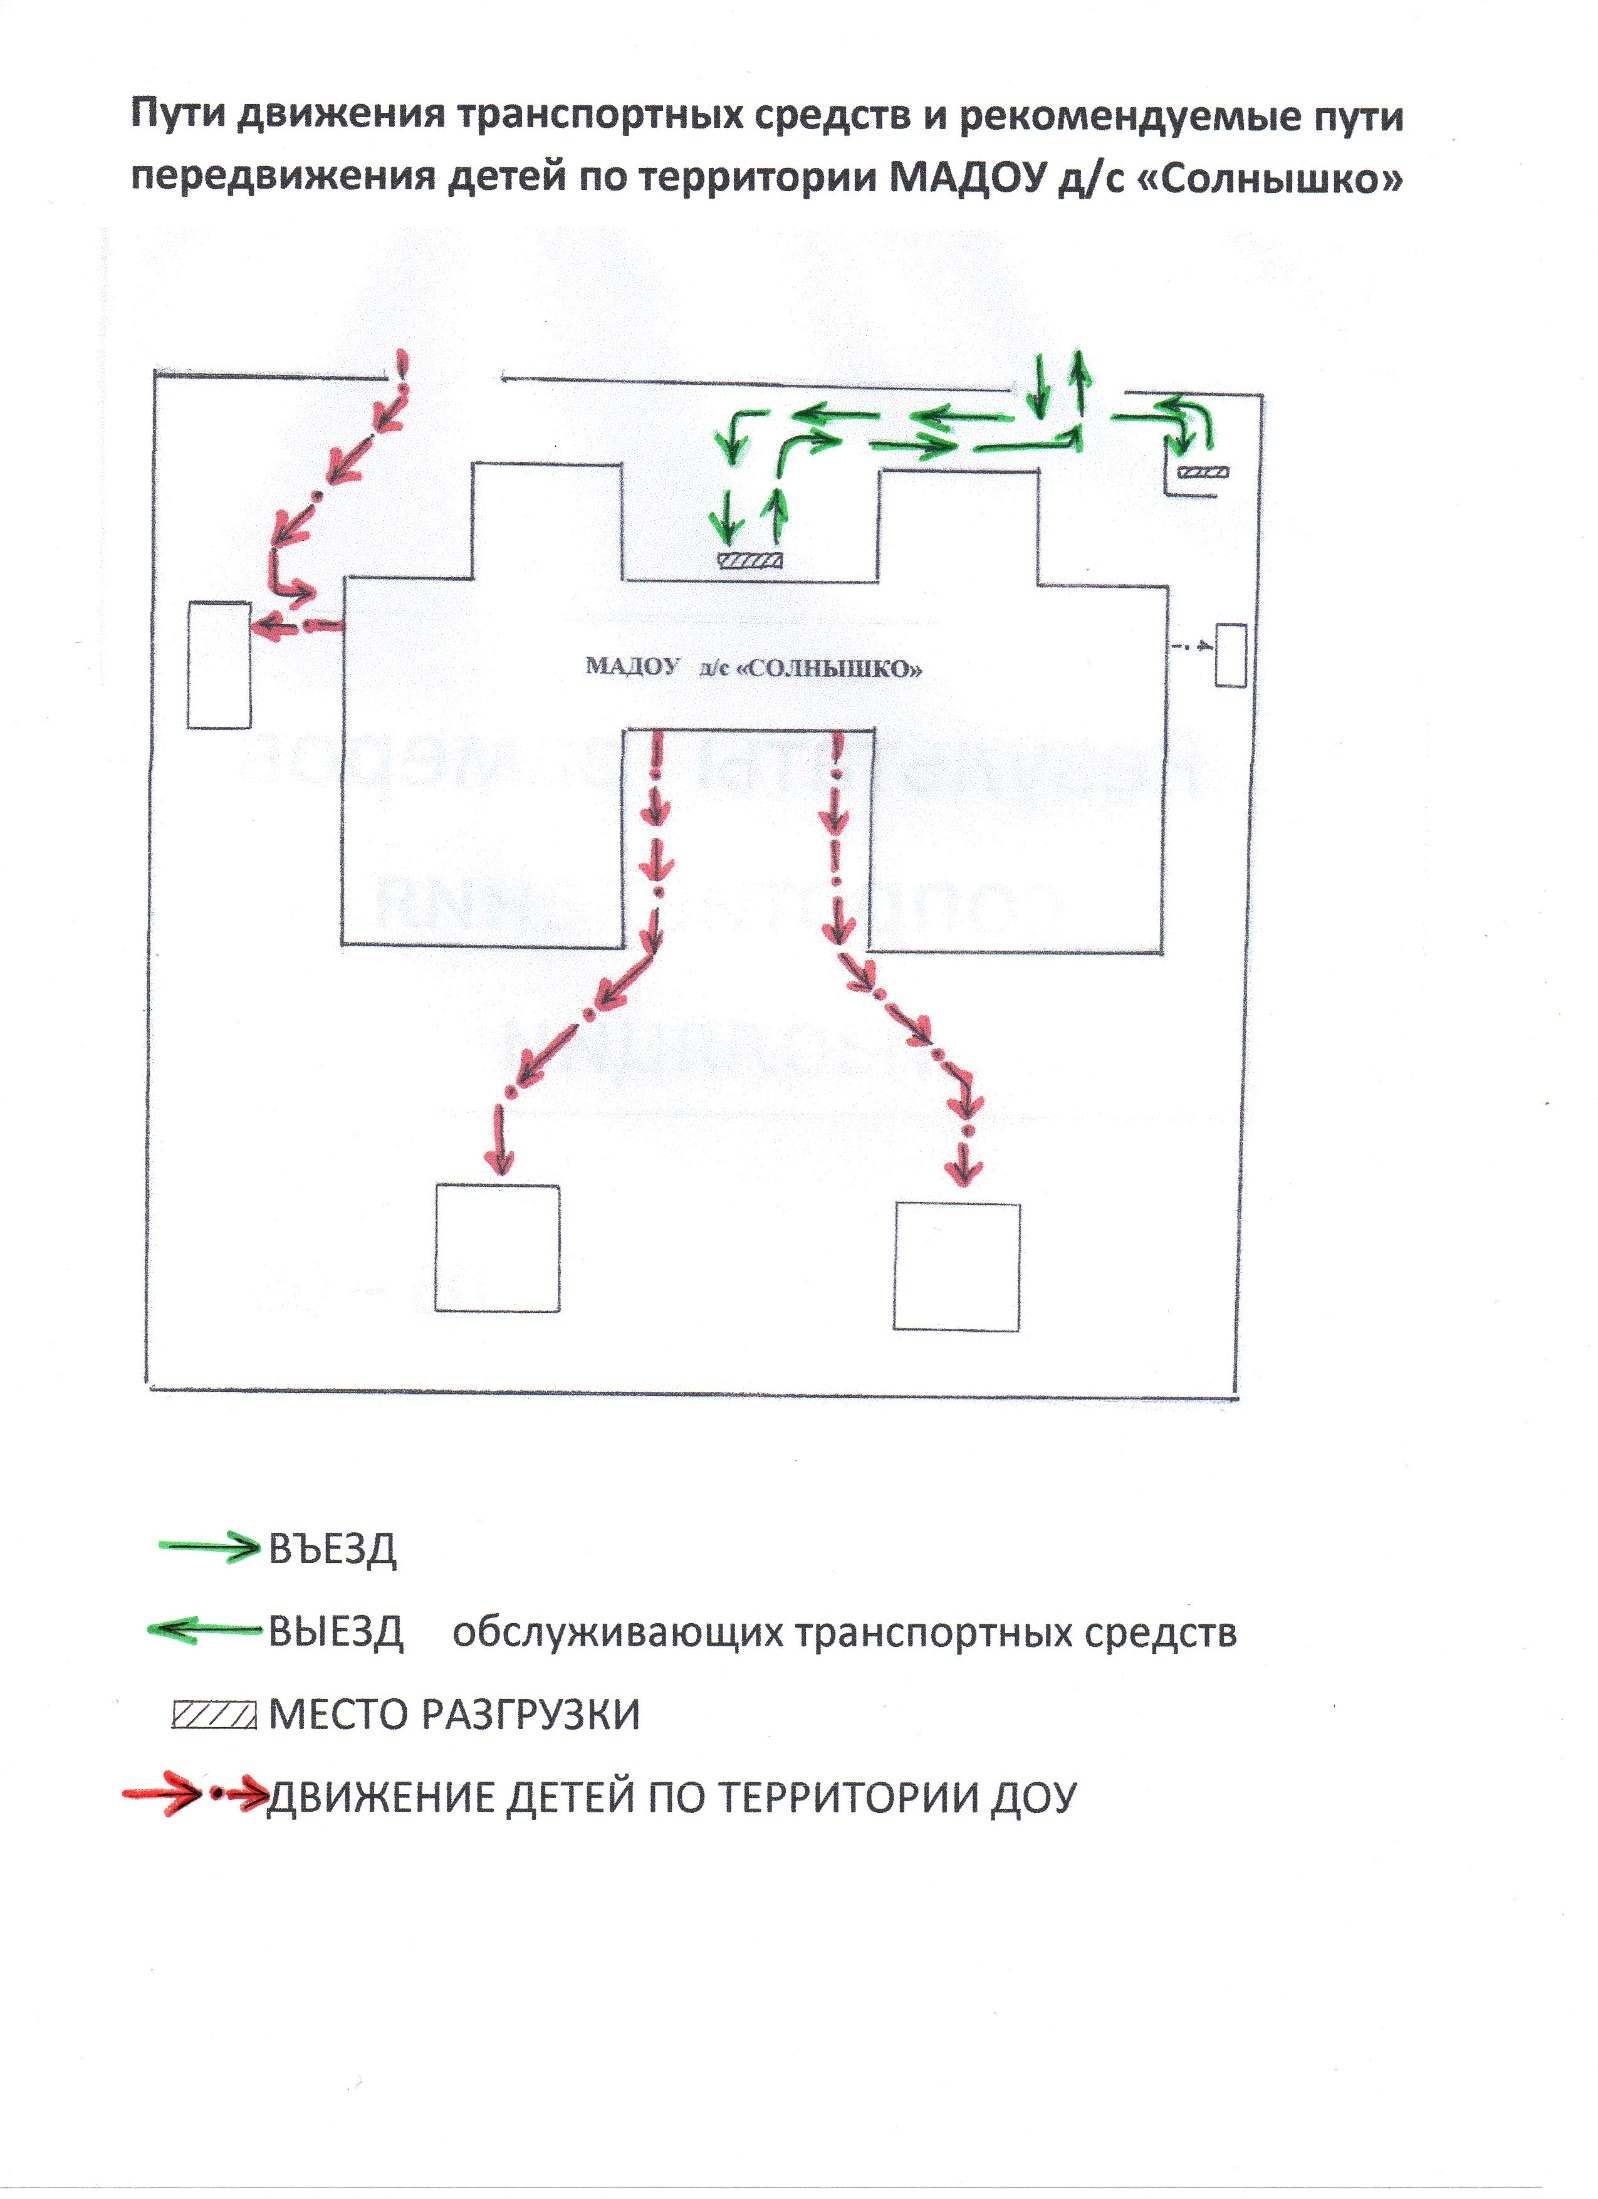 Пути движения транспортных средств и рекомендуемые пути
передвижения детей по территории МАДОУ д/с «Солнышко»
МАДОУ д/с «СОЛНЫШКО»
ВЪЕЗД
ВЫЕЗД обслуживающих транспортных средств
МЕСТО РАЗГРУЗКИ
ДВИЖЕНИЕ ДЕТЕЙ ПО ТЕРРИТОРИИ ДОУ